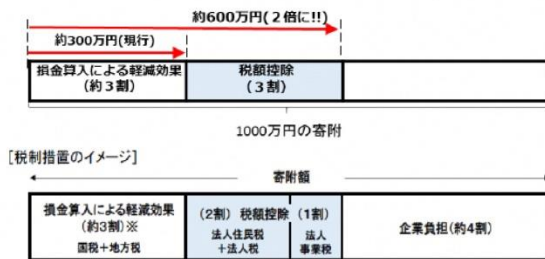 約600万円(2倍に!!)
約300万円(現行)
損金算入による軽減効果
(約3割)
税額控除
(3割)
1000万円の寄附
[税制措置のイメージ]
寄附額
損金算入による軽減効果
(約3割)※
国税+地方税
(2割) 税額控除 (1割)
法人住民税
+法人税
法人
事業税
企業負担(約4割)